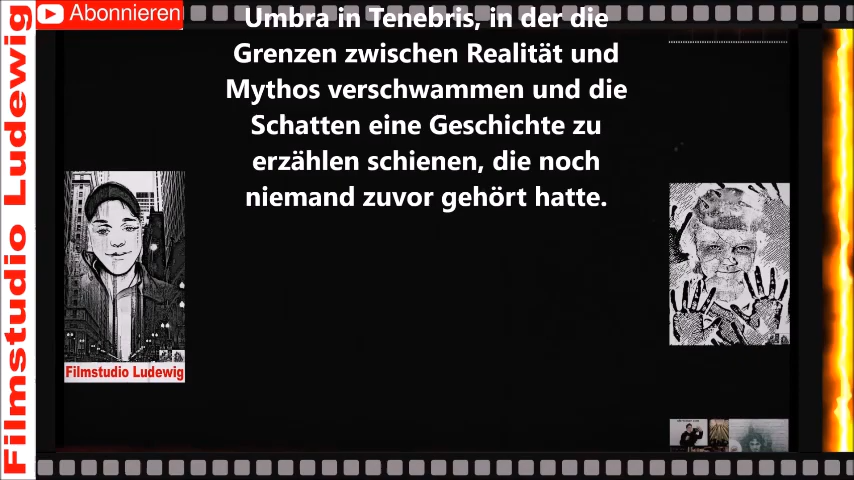 Filmstudio Ludewig
Abonnieren
Umbra in Tenebris, in der die
Grenzen zwischen Realität und
Mythos verschwammen und die
Schatten eine Geschichte zu
erzählen schienen, die noch
niemand zuvor gehört hatte.
Filmstudio Ludewig